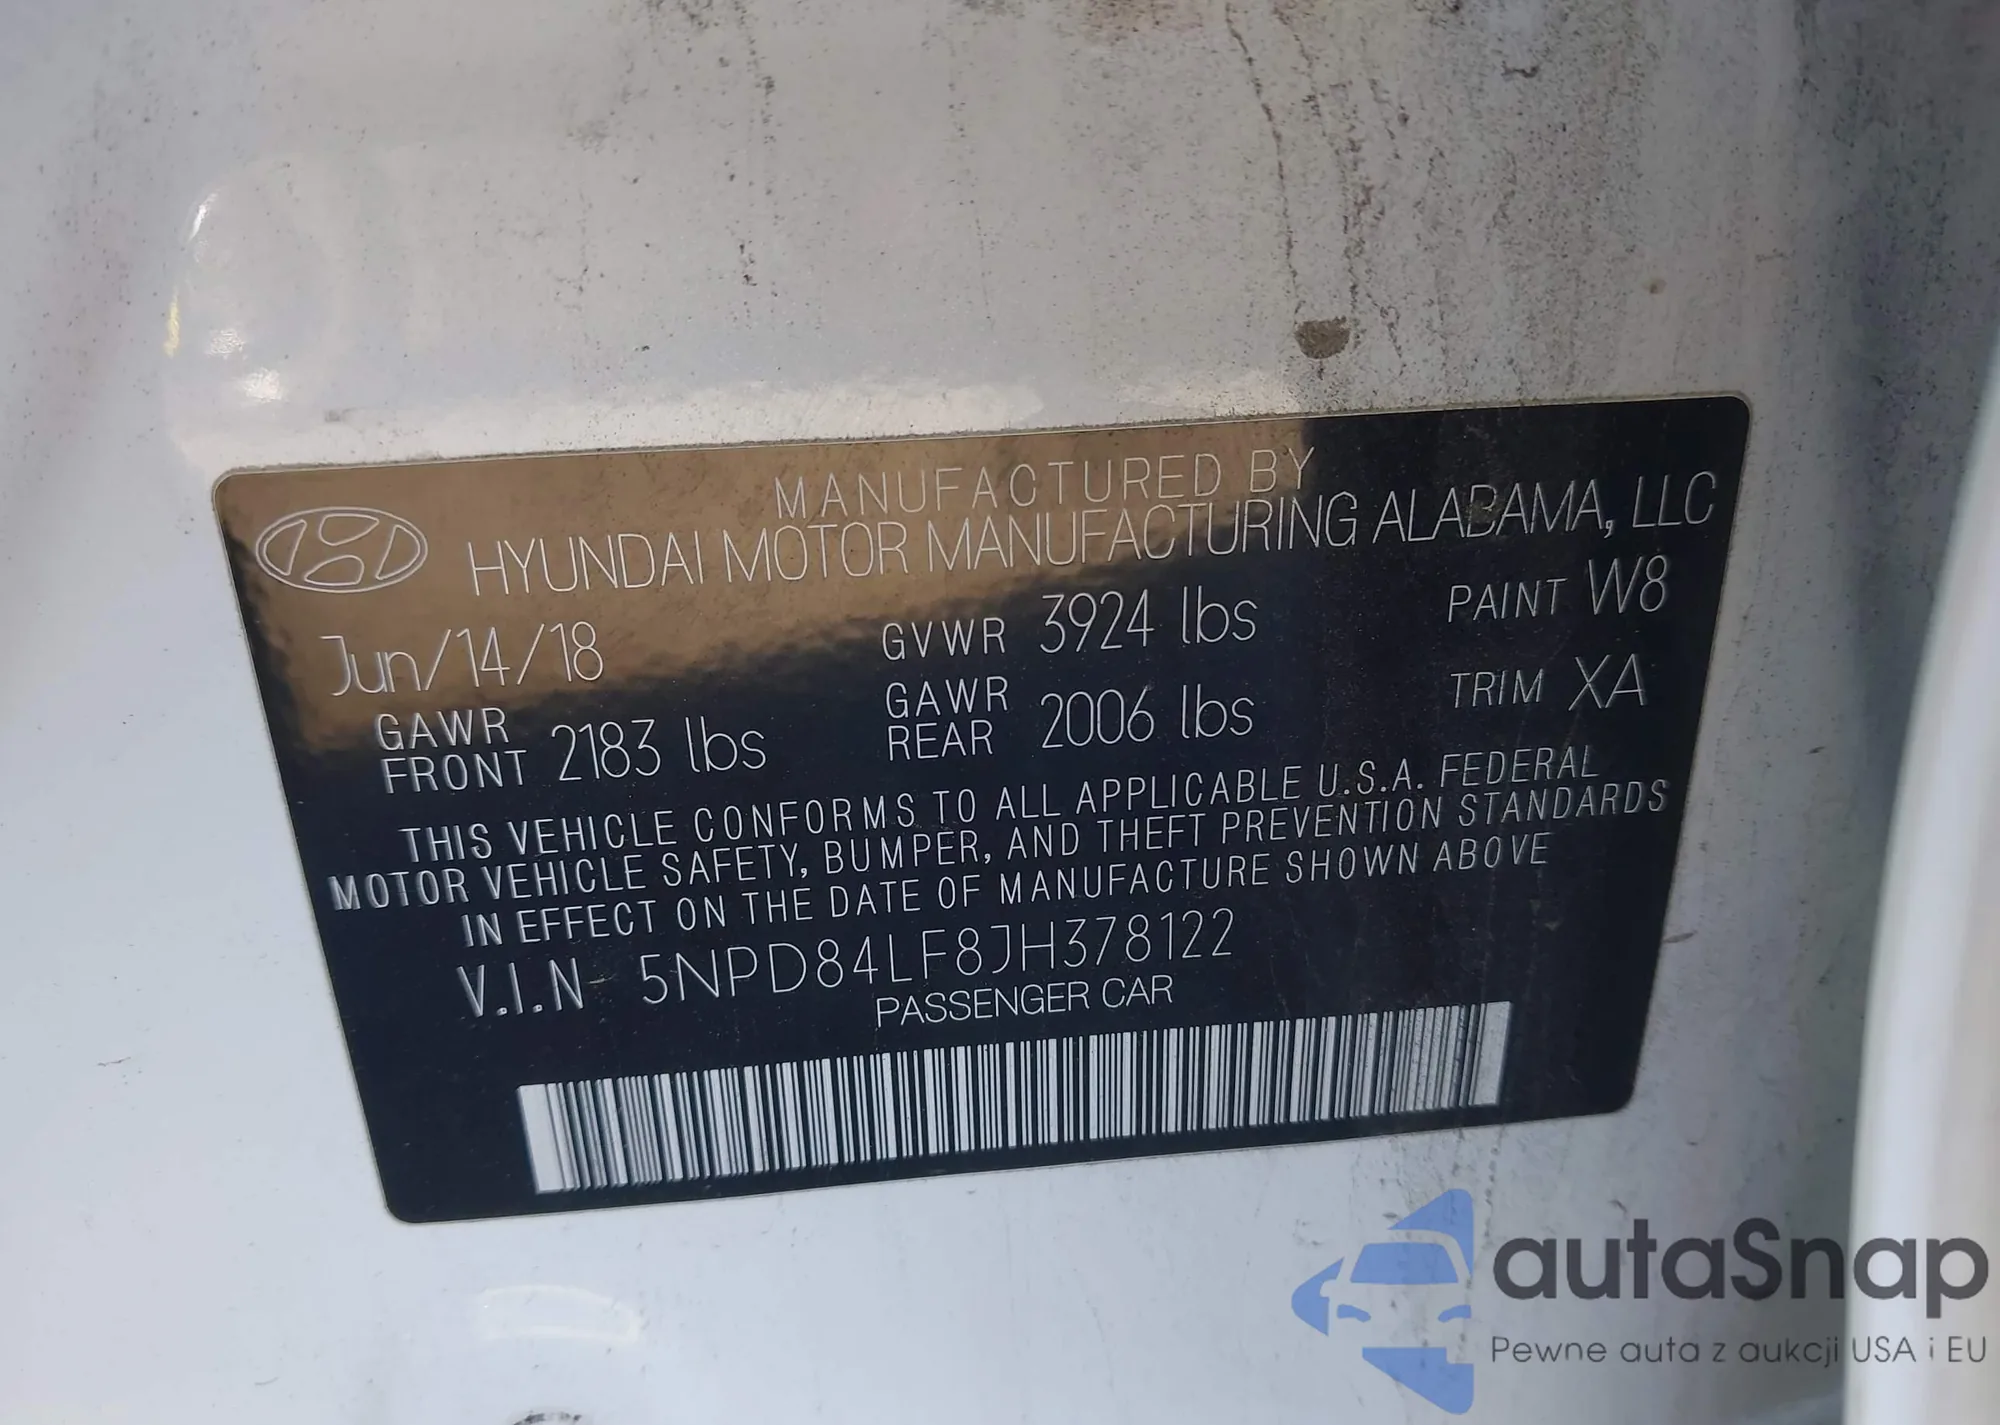 MANUFACTURED BY
HYUNDAI MOTOR MANUFACTURING ALABAMA, LLC
Jun/14/18 GVWR 3924 lbs PAINT W8
GAWR FRONT 2183 lbs GAWR REAR 2006 lbs TRIM XA
THIS VEHICLE CONFORMS TO ALL APPLICABLE U.S.A. FEDERAL
MOTOR VEHICLE SAFETY, BUMPER, AND THEFT PREVENTION STANDARDS
IN EFFECT ON THE DATE OF MANUFACTURE SHOWN ABOVE
V.I.N 5NPD84LF8JH378122
PASSENGER CAR
autaSnap
Pewne auta z aukcji USA i EU